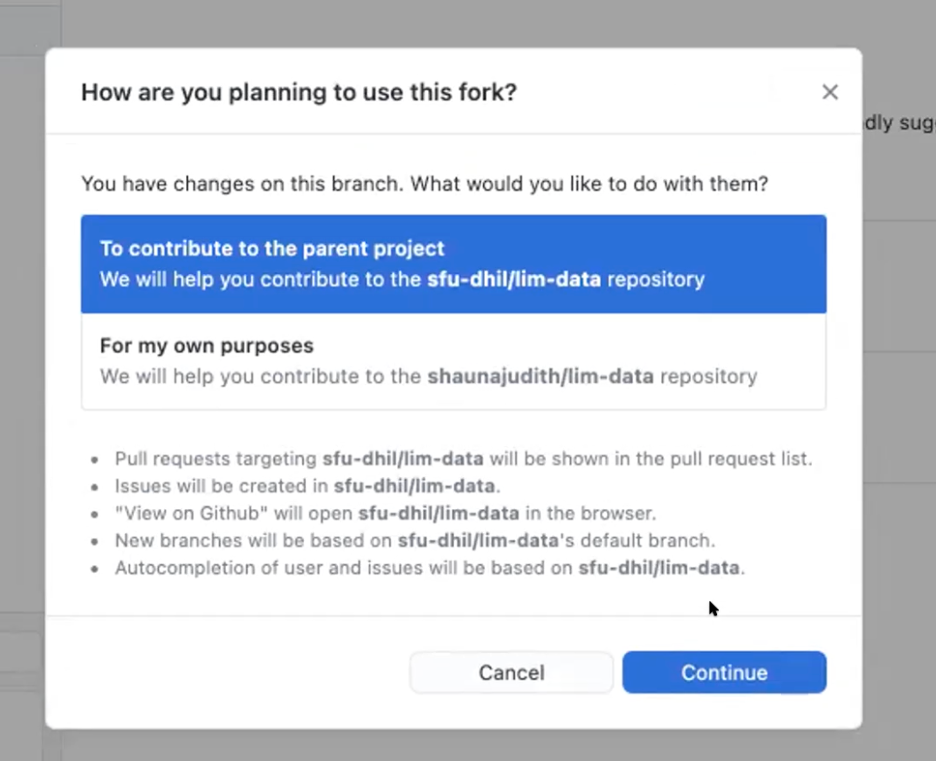 How are you planning to use this fork?
dly sug
You have changes on this branch. What would you like to do with them?
To contribute to the parent project
We will help you contribute to the sfu-dhil/lim-data repository
For my own purposes
We will help you contribute to the shaunajudith/lim-data repository
• Pull requests targeting sfu-dhil/lim-data will be shown in the pull request list.
• Issues will be created in sfu-dhil/lim-data.
• "View on Github" will open sfu-dhil/lim-data in the browser.
• New branches will be based on sfu-dhil/lim-data's default branch.
• Autocompletion of user and issues will be based on sfu-dhil/lim-data.
Cancel Continue